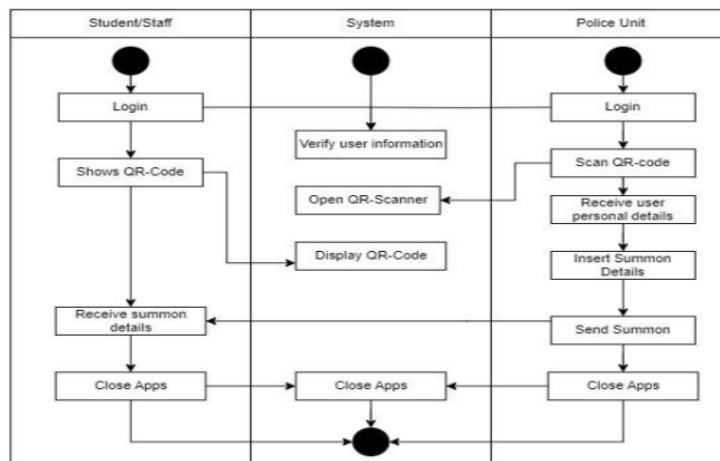 Student/Staff
System
Police Unit
Login
Login
Verify user information
Scan QR-code
Shows QR-Code
Open QR-Scanner
Receive user
personal details
Display QR-Code
Insert Summon
Details
Receive summon
details
Send Summon
Close Apps
Close Apps
Close Apps